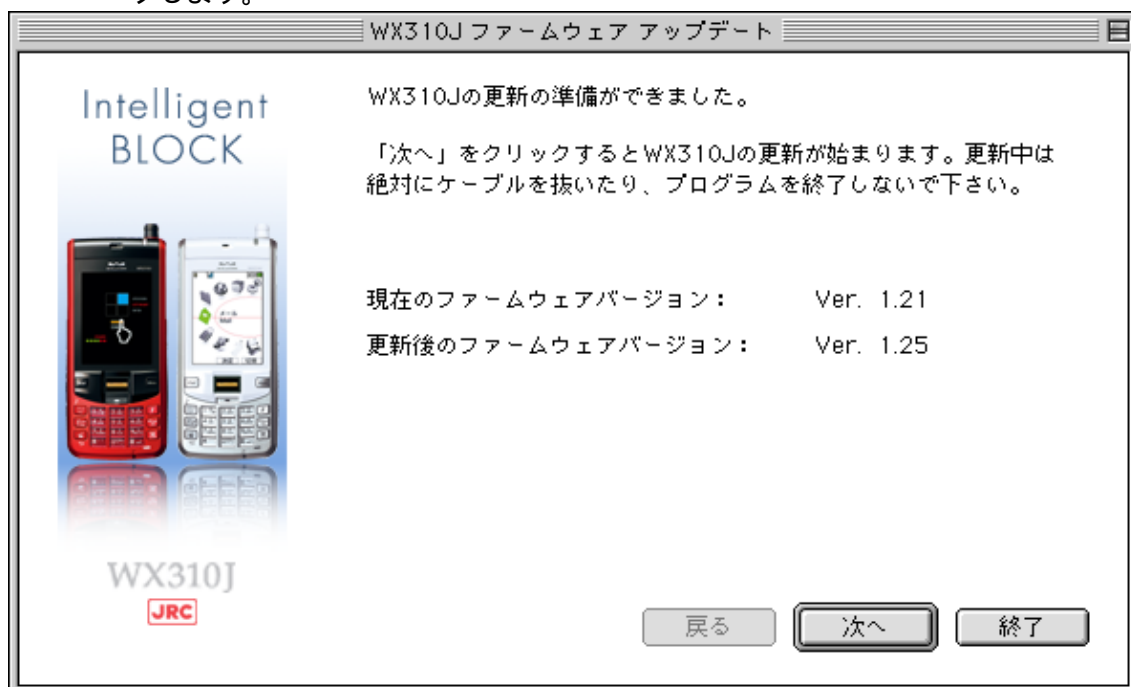 クします。
WX310J ファームウェア アップデート
Intelligent
BLOCK
WX310Jの更新の準備ができました。
「次へ」をクリックするとWX310Jの更新が始まります。更新中は
絶対にケーブルを抜いたり、プログラムを終了しないで下さい。
現在のファームウェアバージョン： Ver. 1.21
更新後のファームウェアバージョン： Ver. 1.25
WX310J
JRC
戻る 次へ 終了